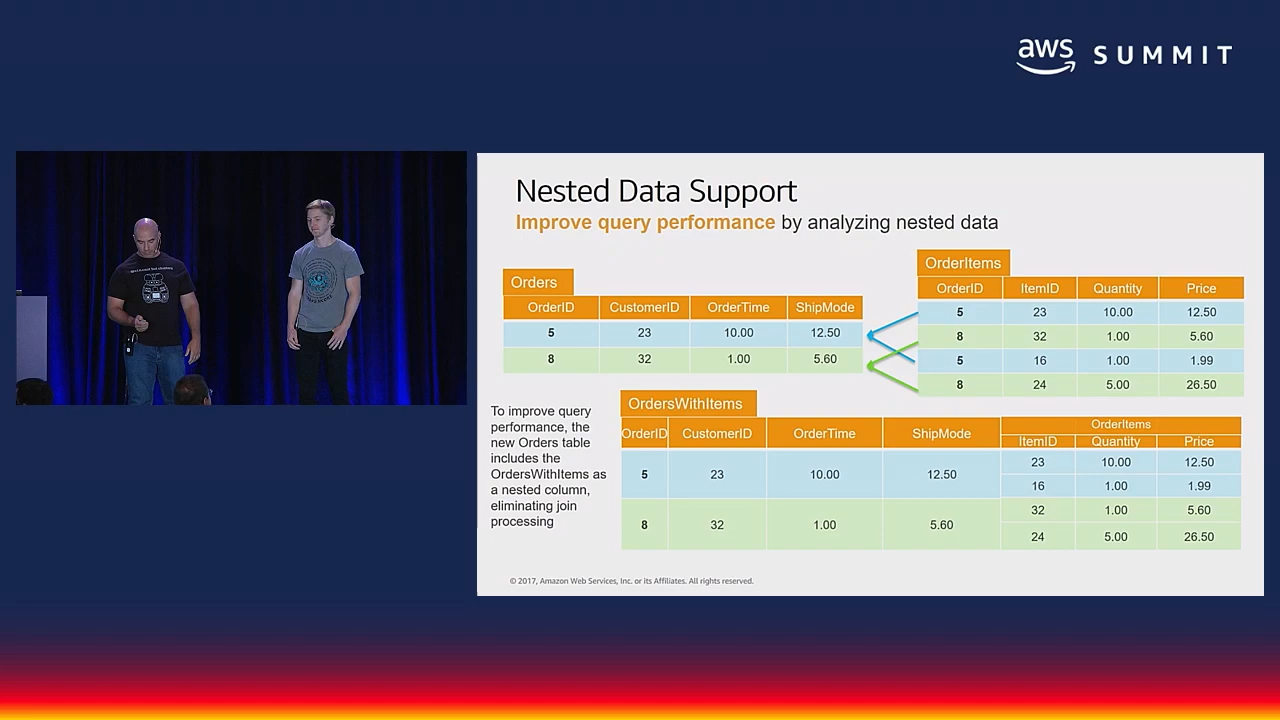 aws SUMMIT
Nested Data Support
Improve query performance by analyzing nested data
Orders
OrderID CustomerID OrderTime ShipMode
5 23 10.00 12.50
8 32 1.00 5.60
OrderItems
OrderID ItemID Quantity Price
5 23 10.00 12.50
8 32 1.00 5.60
5 16 1.00 1.99
8 24 5.00 26.50
To improve query
performance, the
new Orders table
includes the
OrdersWithItems as
a nested column,
eliminating join
processing
OrdersWithItems
OrderID CustomerID OrderTime ShipMode OrderItems
ItemID Quantity Price
5 23 10.00 12.50 23 10.00 12.50
16 1.00 1.99
8 32 1.00 5.60 32 1.00 5.60
24 5.00 26.50
© 2017, Amazon Web Services, Inc. or its Affiliates. All rights reserved.